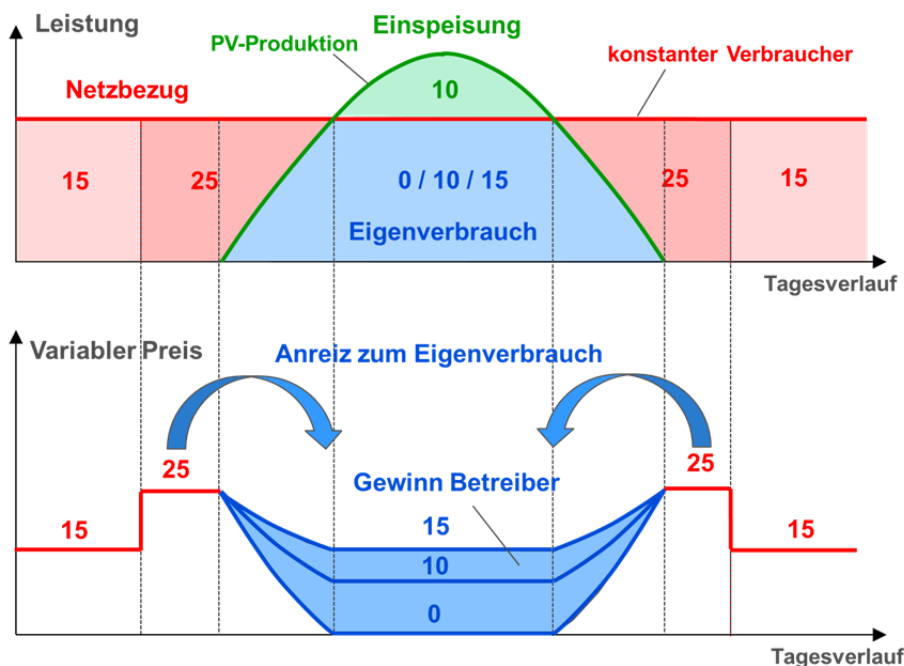 Leistung
Einspeisung
PV-Produktion
konstanter Verbraucher
Netzbezug
10
15
25
0 / 10 / 15
25
15
Eigenverbrauch
Tagesverlauf
Variabler Preis
Anreiz zum Eigenverbrauch
25
25
Gewinn Betreiber
15
15
15
10
0
Tagesverlauf